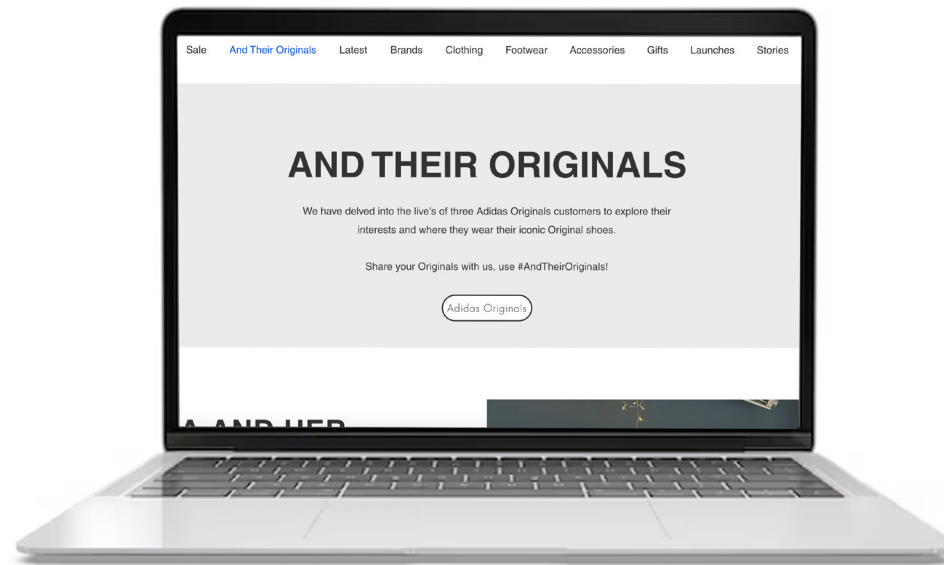 Sale And Their Originals Latest Brands Clothing Footwear Accessories Gifts Launches Stories
AND THEIR ORIGINALS
We have delved into the live's of three Adidas Originals customers to explore their
interests and where they wear their iconic Original shoes.
Share your Originals with us, use #AndTheirOriginals!
Adidas Originals
A AND HER